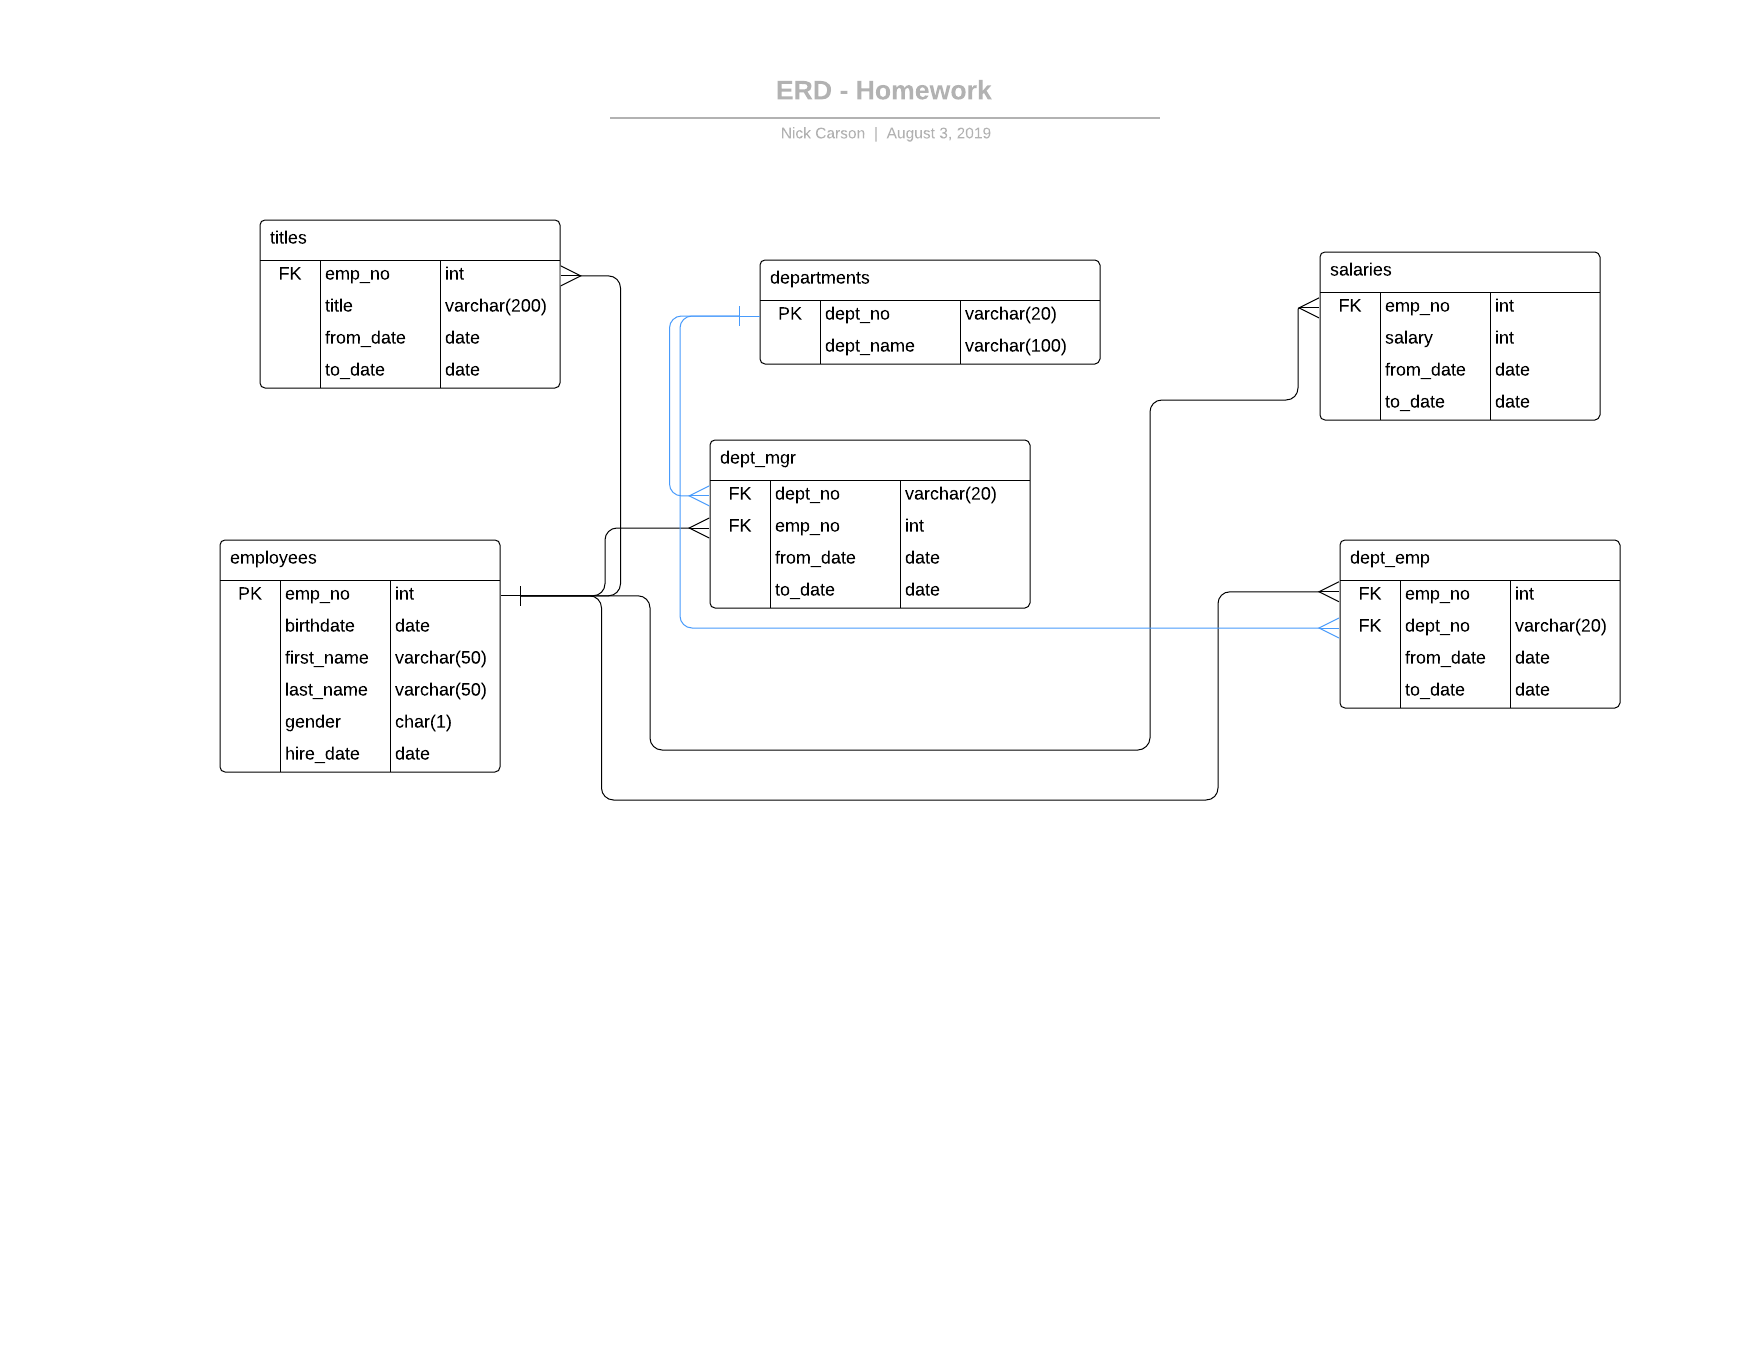 ERD - Homework
Nick Carson | August 3, 2019
titles
FK emp_no int
title varchar(200)
from_date date
to_date date
departments
PK dept_no varchar(20)
dept_name varchar(100)
salaries
FK emp_no int
salary int
from_date date
to_date date
dept_mgr
FK dept_no varchar(20)
FK emp_no int
from_date date
to_date date
employees
PK emp_no int
birthdate date
first_name varchar(50)
last_name varchar(50)
gender char(1)
hire_date date
dept_emp
FK emp_no int
FK dept_no varchar(20)
from_date date
to_date date